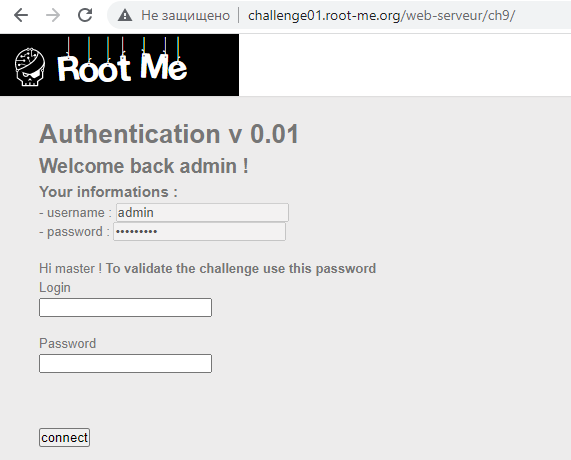 Не защищено challenge01.root-me.org/web-serveur/ch9/
Root Me
Authentication v 0.01
Welcome back admin !
Your informations :
- username : admin
- password : •••••••••
Hi master ! To validate the challenge use this password
Login
Password
connect